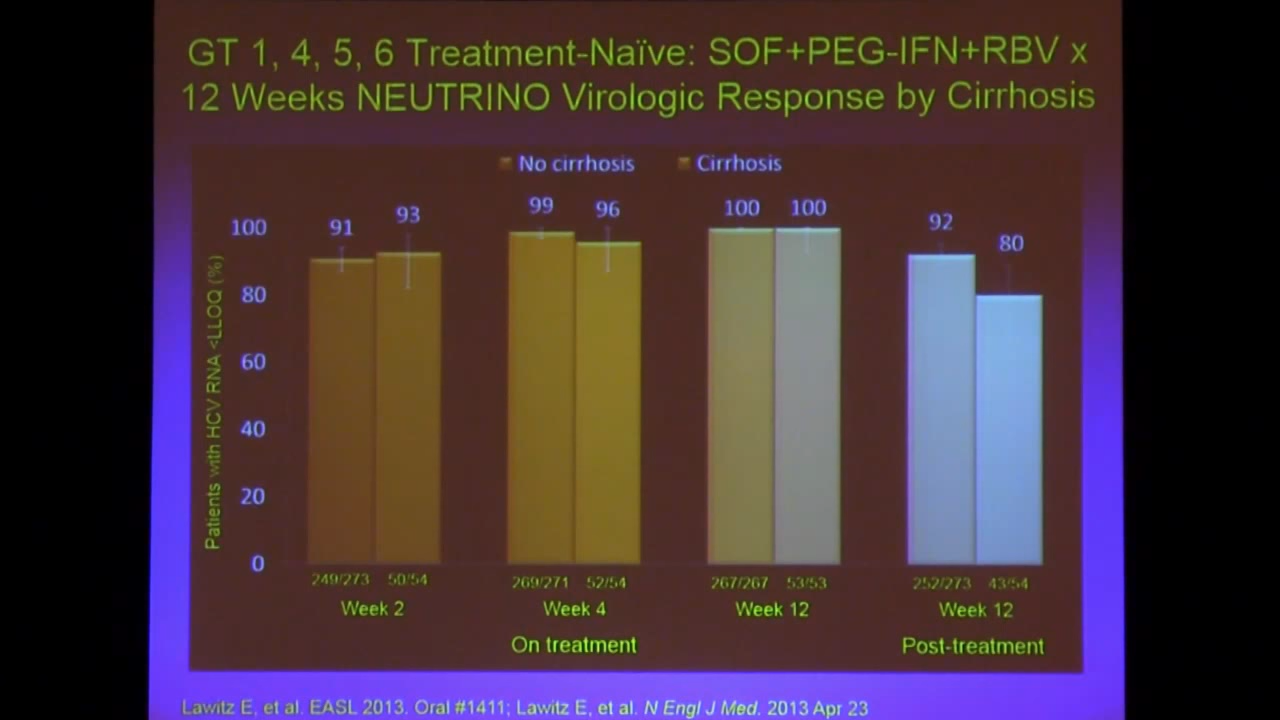 GT 1, 4, 5, 6 Treatment-Naïve: SOF+PEG-IFN+RBV x
12 Weeks NEUTRINO Virologic Response by Cirrhosis
No cirrhosis
Cirrhosis
Patients with HCV RNA <LLOQ (%)
100
80
60
40
20
0
91
93
99
96
100
100
92
80
249/273
50/54
269/271
52/54
267/267
53/53
252/273
43/54
Week 2
Week 4
Week 12
Week 12
On treatment
Post-treatment
Lawitz E, et al. EASL 2013. Oral #1411; Lawitz E, et al. N Engl J Med. 2013 Apr 23